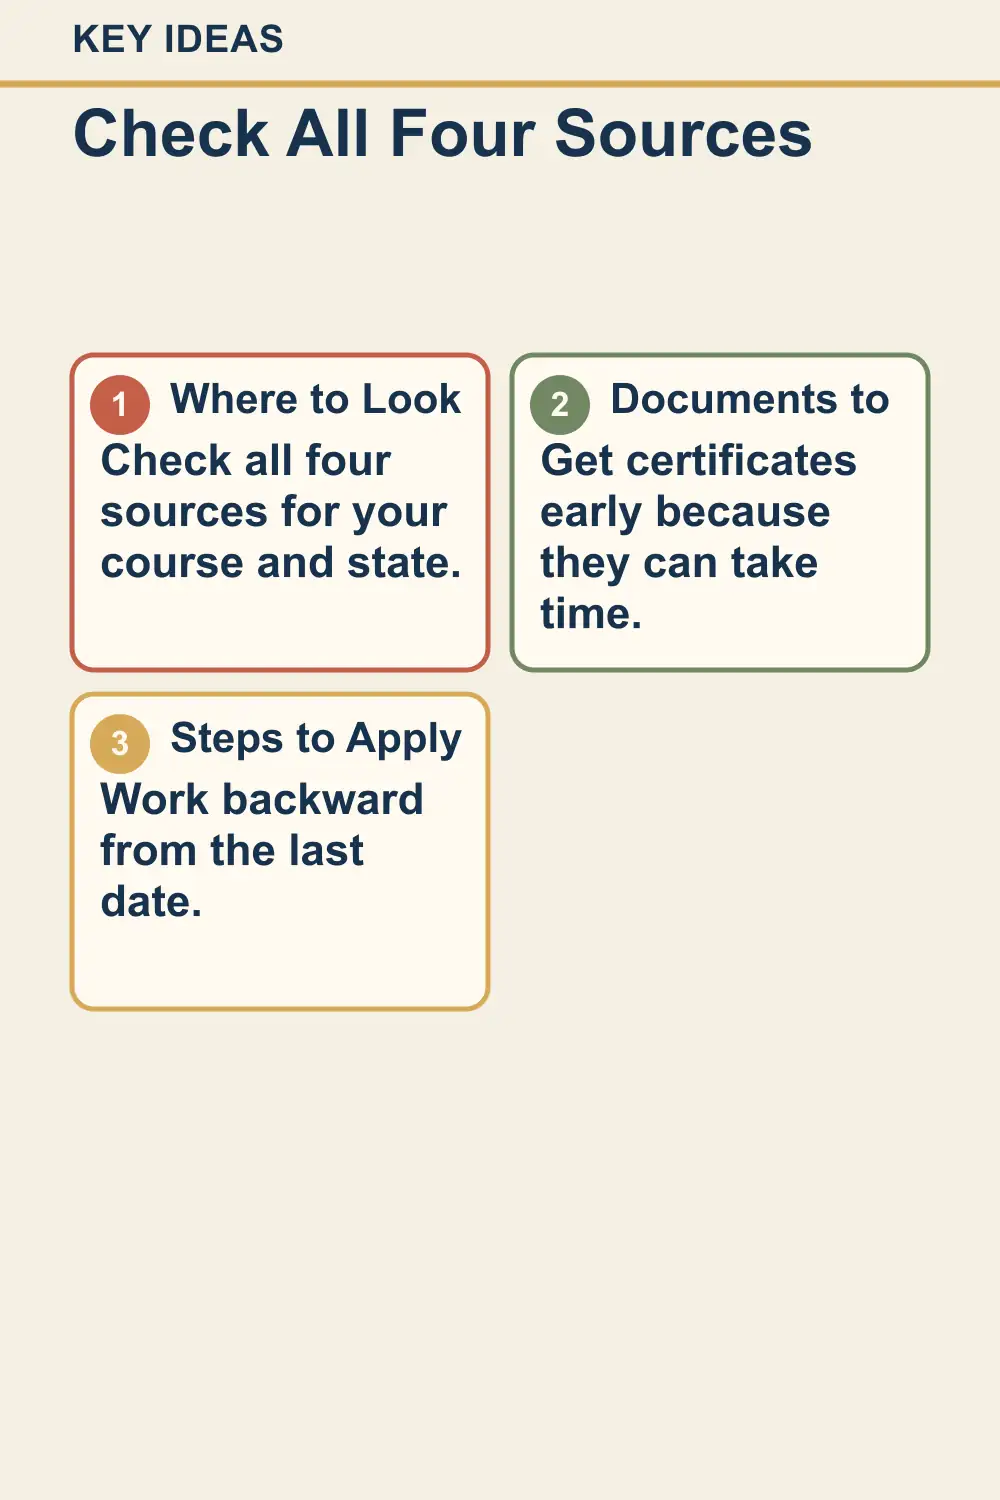 KEY IDEAS
Check All Four Sources
1 Where to Look
Check all four
sources for your
course and state.
2 Documents to
Get certificates
early because
they can take
time.
3 Steps to Apply
Work backward
from the last
date.